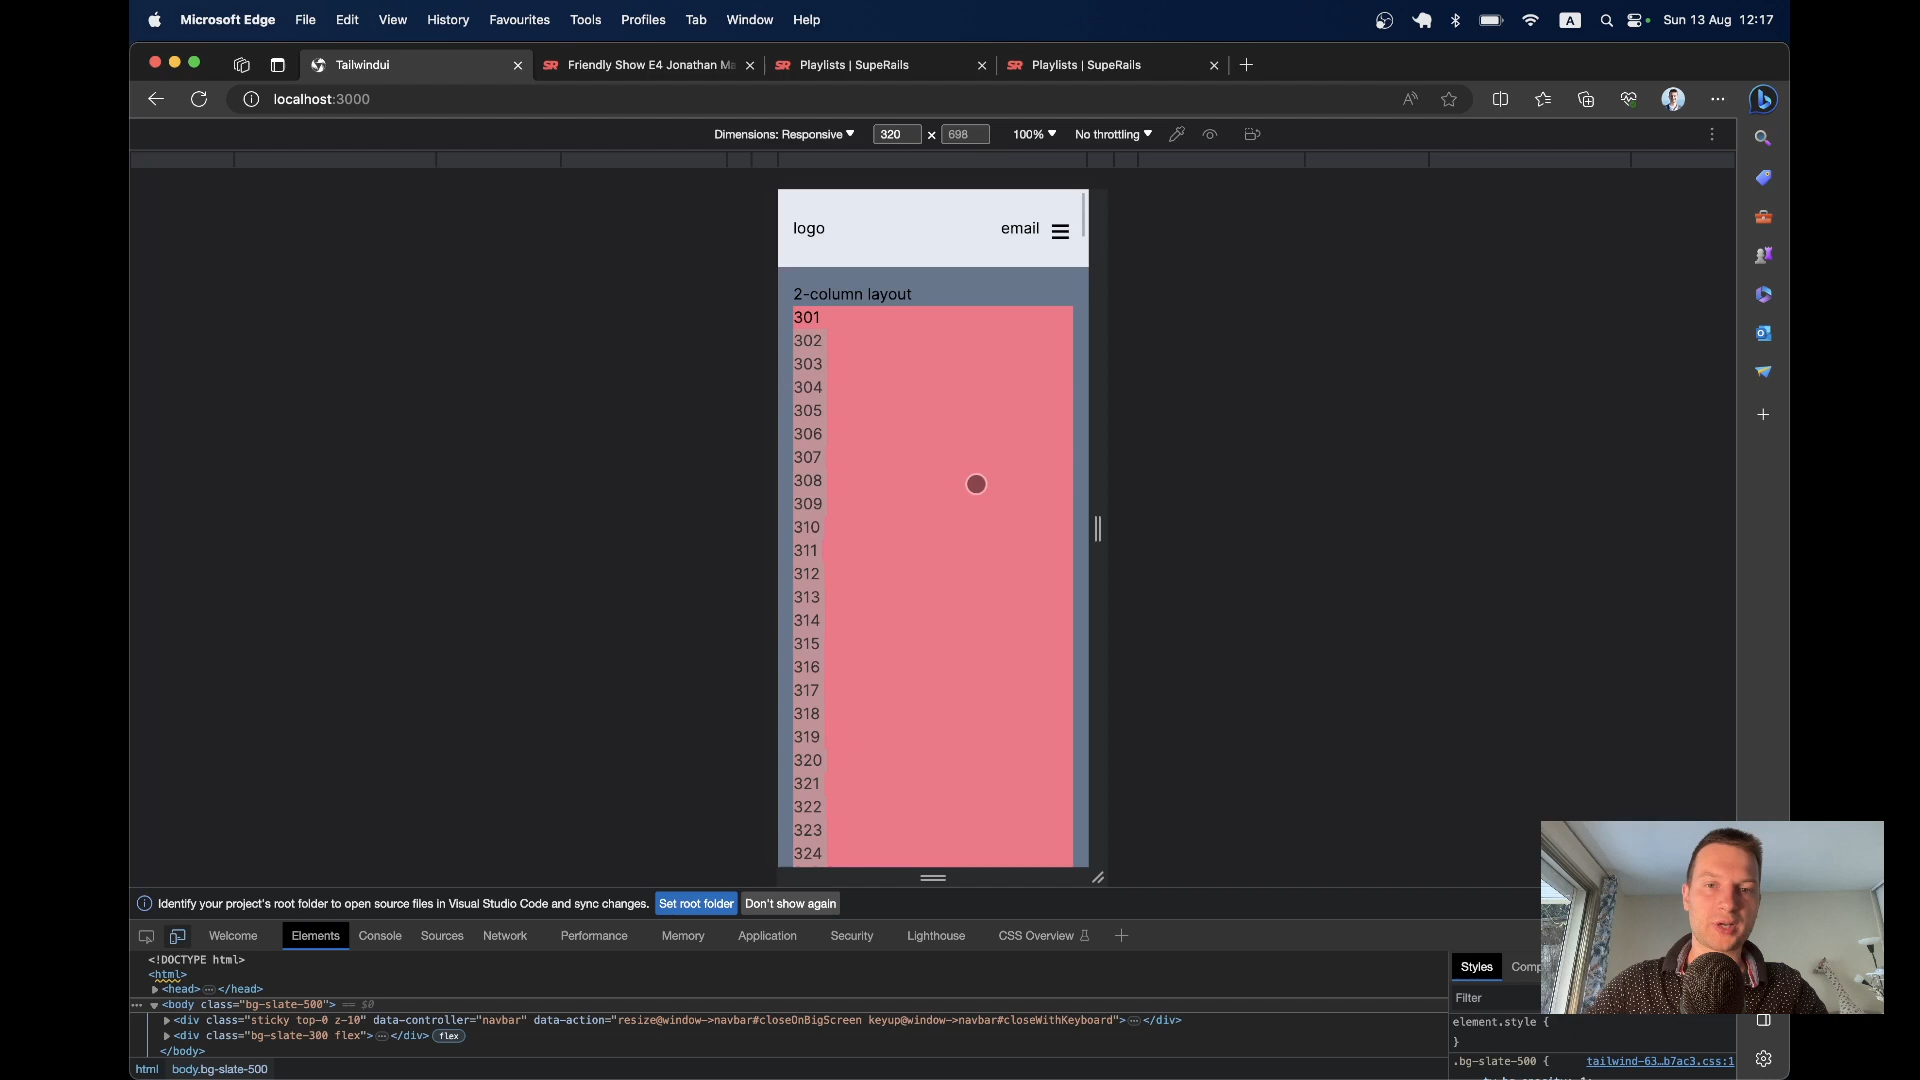 Microsoft Edge File Edit View History Favourites Tools Profiles Tab Window Help A Sun 13 Aug 12:17
Tailwindui Friendly Show E4 Jonathan Ma Playlists | SupeRails Playlists | SupeRails
localhost:3000
Dimensions: Responsive 320 × 698 100% No throttling
logo email
2-column layout
301
302
303
304
305
306
307
308
309
310
311
312
313
314
315
316
317
318
319
320
321
322
323
324
Identify your project's root folder to open source files in Visual Studio Code and sync changes. Set root folder Don't show again
Welcome Elements Console Sources Network Performance Memory Application Security Lighthouse CSS Overview
<!DOCTYPE html>
<html>
<head>…</head>
<body class="bg-slate-500"> == $0
<div class="sticky top-0 z-10" data-controller="navbar" data-action="resize@window->navbar#closeOnBigScreen keyup@window->navbar#closeWithKeyboard">…</div>
<div class="bg-slate-300 flex">…</div> flex
</body>
html body.bg-slate-500
Styles Comp
Filter
element.style {
}
.bg-slate-500 { tailwind-63…b7ac3.css:1